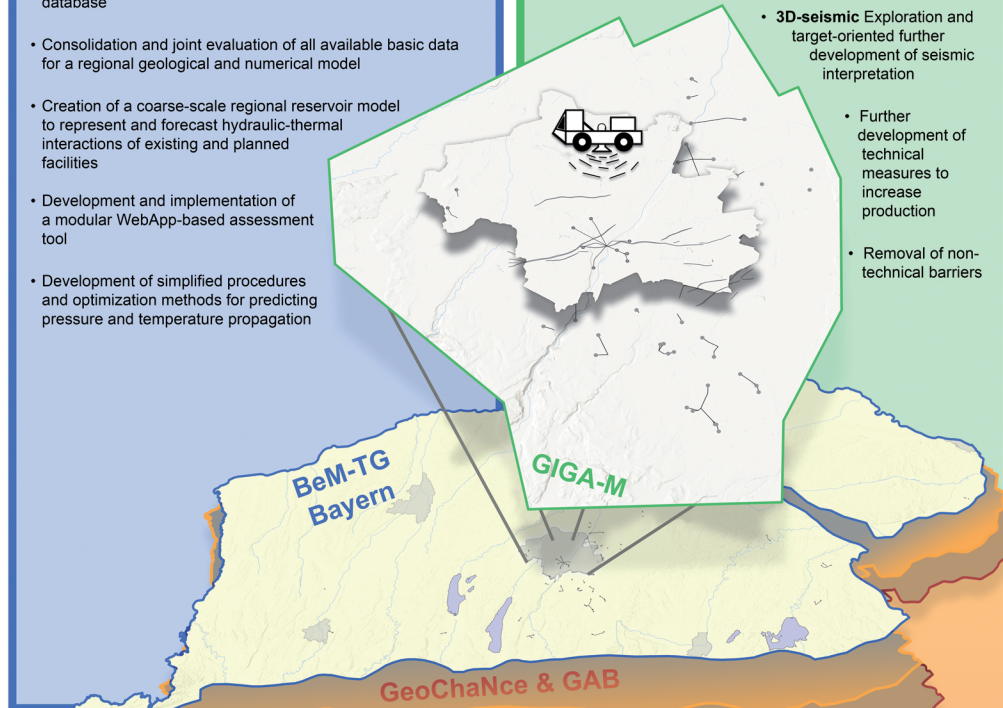 database
• Consolidation and joint evaluation of all available basic data
for a regional geological and numerical model
• Creation of a coarse-scale regional reservoir model
to represent and forecast hydraulic-thermal
interactions of existing and planned
facilities
• Development and implementation of
a modular WebApp-based assessment
tool
• Development of simplified procedures
and optimization methods for predicting
pressure and temperature propagation
• 3D-seismic Exploration and
target-oriented further
development of seismic
interpretation
• Further
development of
technical
measures to
increase
production
• Removal of non-
technical barriers
GIGA-M
BeM-TG
Bayern
GeoChaNce & GAB